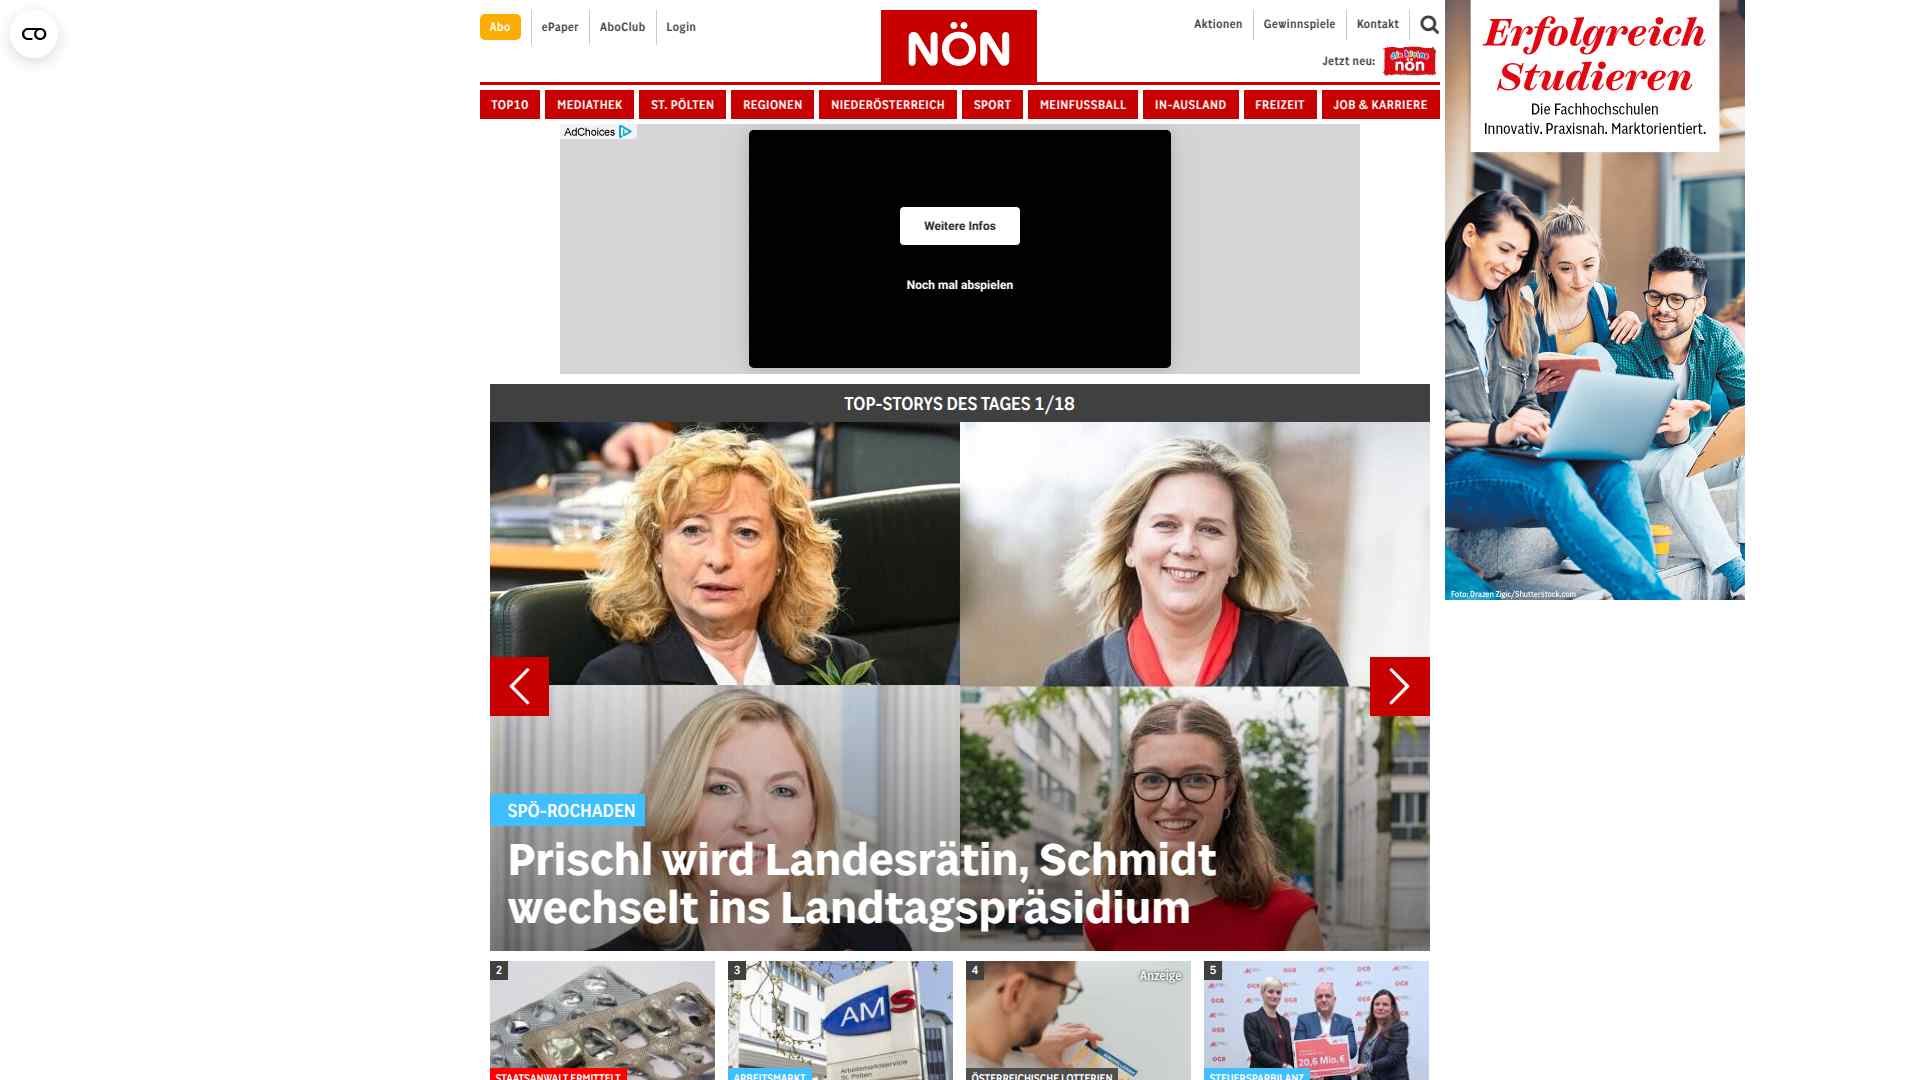 Abo
ePaper
AboClub
Login
NÖN
Aktionen
Gewinnspiele
Kontakt
Jetzt neu:
die kleine
nön
TOP10
MEDIATHEK
ST. PÖLTEN
REGIONEN
NIEDERÖSTERREICH
SPORT
MEINFUSSBALL
IN-AUSLAND
FREIZEIT
JOB & KARRIERE
AdChoices
Weitere Infos
Noch mal abspielen
Erfolgreich
Studieren
Die Fachhochschulen
Innovativ. Praxisnah. Marktorientiert.
Foto: Drazen Zigic/Shutterstock.com
TOP-STORYS DES TAGES 1/18
SPÖ-ROCHADEN
Prischl wird Landesrätin, Schmidt
wechselt ins Landtagspräsidium
2
STAATSANWALT ERMITTELT
3
AMS
Arbeitsmarktservice
St. Pölten
ARBEITSMARKT
4
Anzeige
ÖSTERREICHISCHE LOTTERIEN
5
20,6 Mio. €
STEUERSPARBILANZ